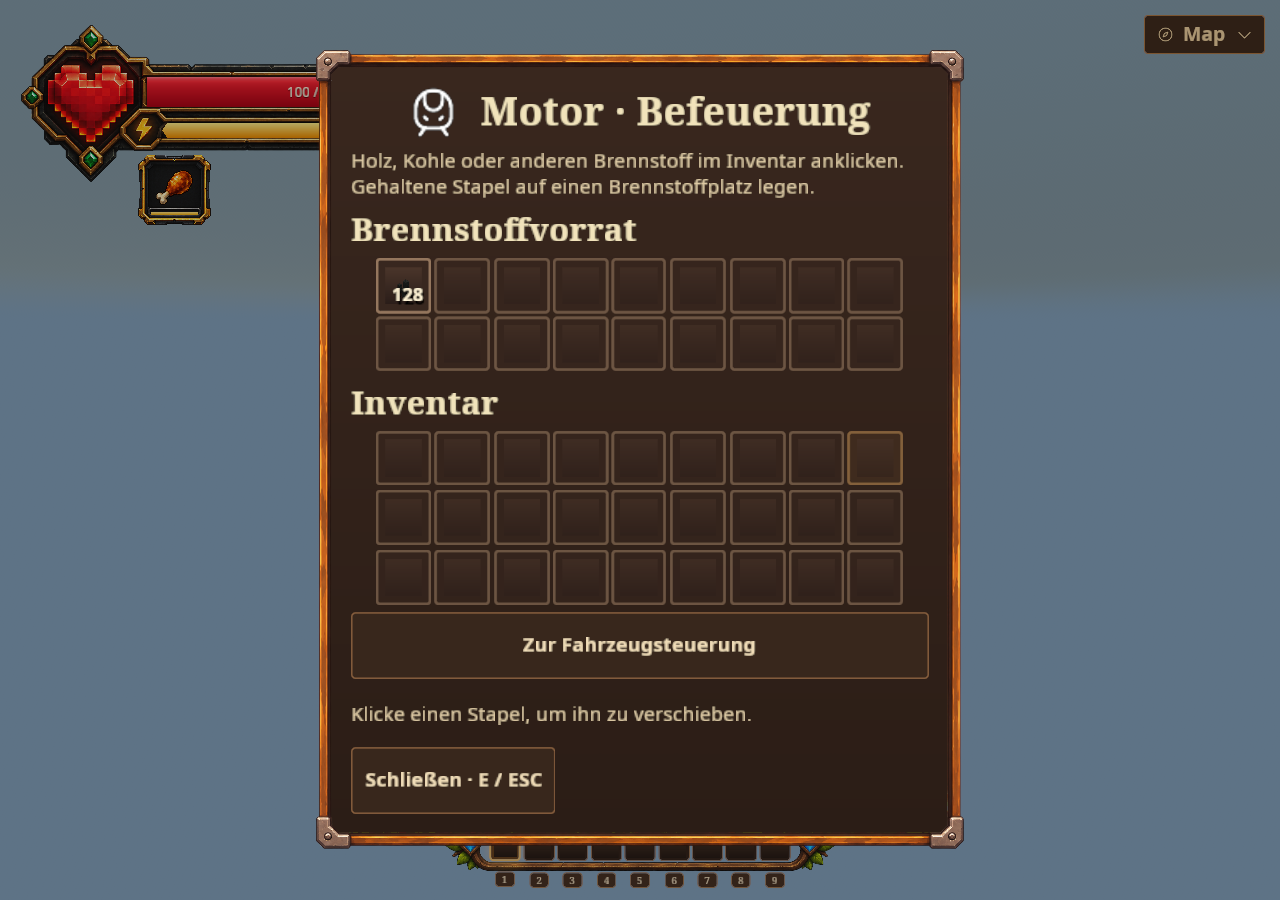 Map
100 /
Motor · Befeuerung
Holz, Kohle oder anderen Brennstoff im Inventar anklicken.
Gehaltene Stapel auf einen Brennstoffplatz legen.
Brennstoffvorrat
128
Inventar
Zur Fahrzeugsteuerung
Klicke einen Stapel, um ihn zu verschieben.
Schließen · E / ESC
1 2 3 4 5 6 7 8 9